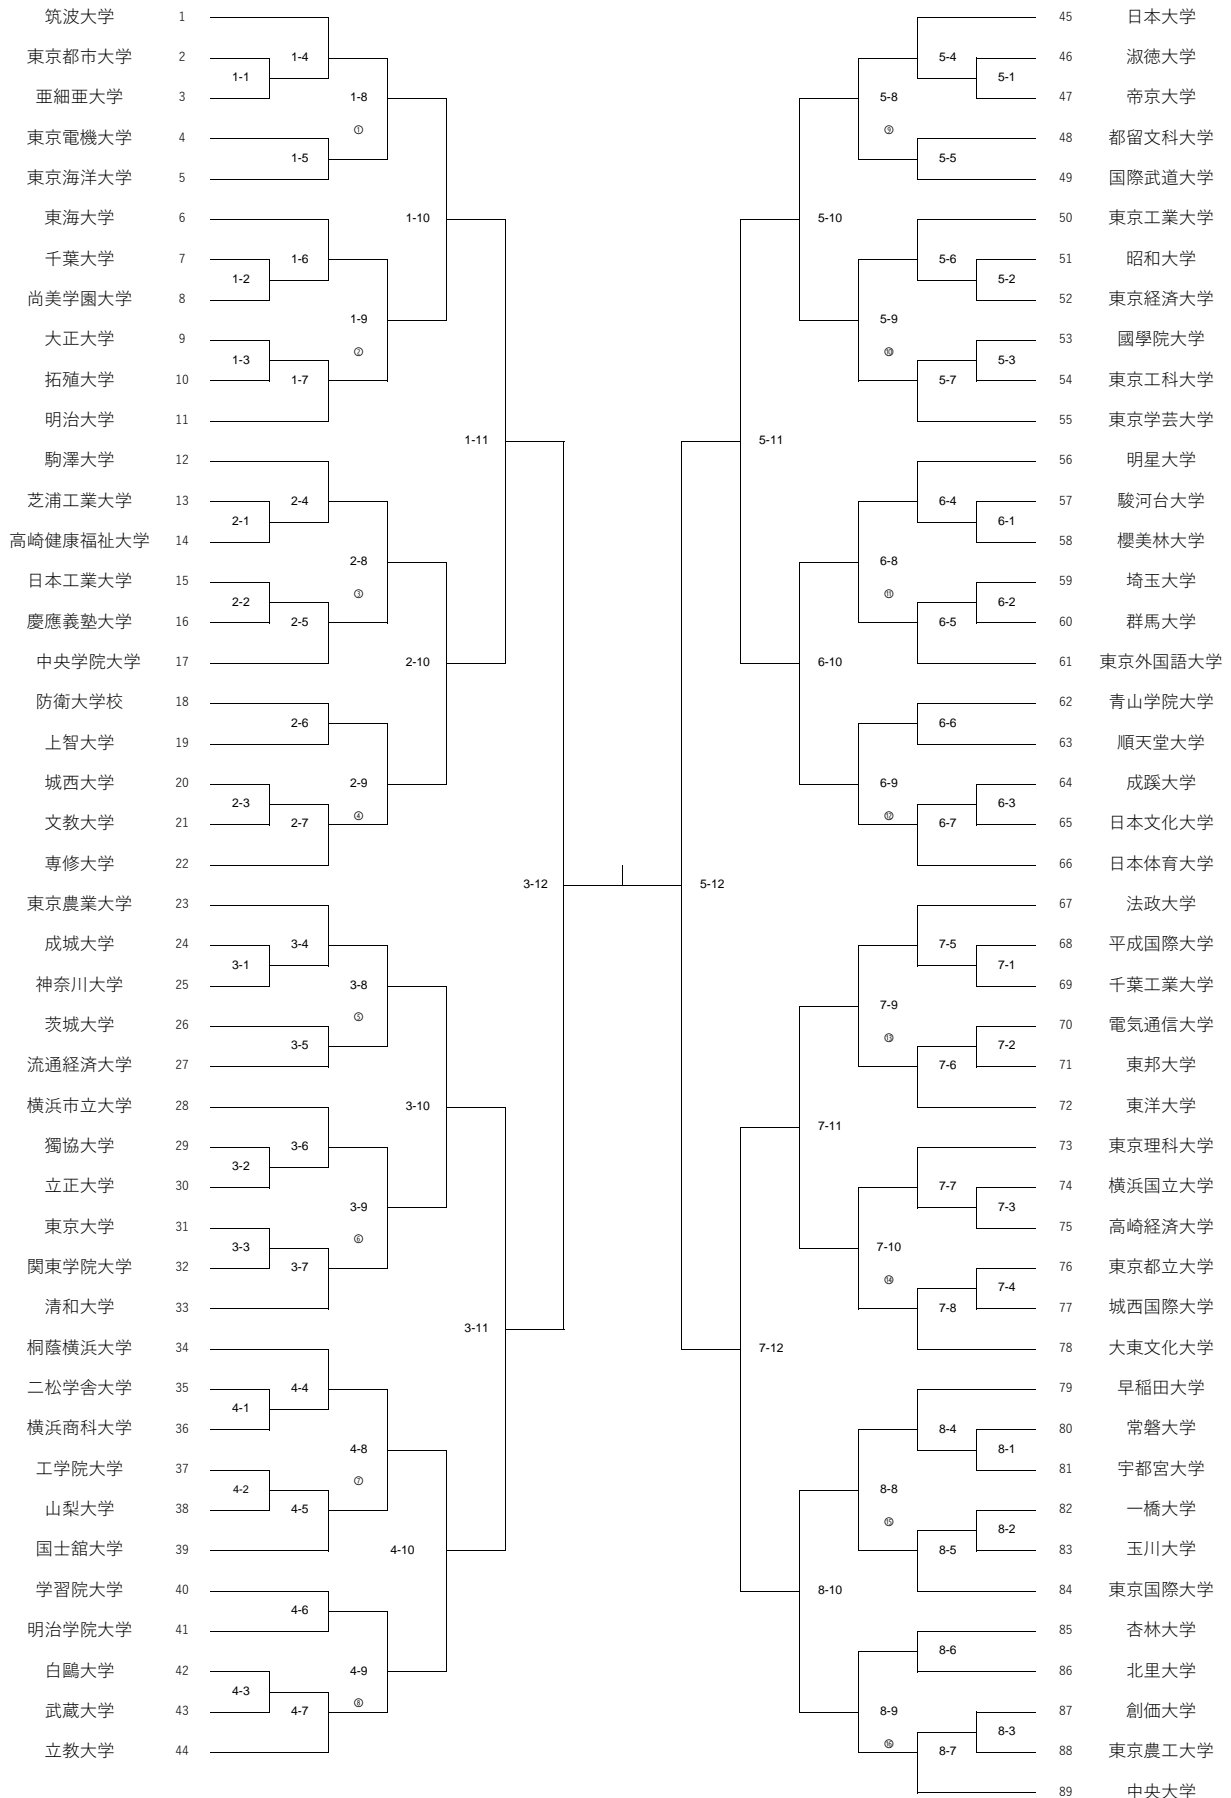 筑波大学 1
東京都市大学 2
亜細亜大学 3
東京電機大学 4
東京海洋大学 5
東海大学 6
千葉大学 7
尚美学園大学 8
大正大学 9
拓殖大学 10
明治大学 11
駒澤大学 12
芝浦工業大学 13
高崎健康福祉大学 14
日本工業大学 15
慶應義塾大学 16
中央学院大学 17
防衛大学校 18
上智大学 19
城西大学 20
文教大学 21
専修大学 22
東京農業大学 23
成城大学 24
神奈川大学 25
茨城大学 26
流通経済大学 27
横浜市立大学 28
獨協大学 29
立正大学 30
東京大学 31
関東学院大学 32
清和大学 33
桐蔭横浜大学 34
二松学舎大学 35
横浜商科大学 36
工学院大学 37
山梨大学 38
国士舘大学 39
学習院大学 40
明治学院大学 41
白鷗大学 42
武蔵大学 43
立教大学 44
1-1
1-2
1-3
2-1
2-2
2-3
3-1
3-2
3-3
4-1
4-2
4-3
1-4
1-5
1-6
1-7
2-4
2-5
2-6
2-7
3-4
3-5
3-6
3-7
4-4
4-5
4-6
4-7
1-8
①
1-9
②
2-8
③
2-9
④
3-8
⑤
3-9
⑥
4-8
⑦
4-9
⑧
1-10
2-10
3-10
4-10
1-11
3-11
3-12
5-12
5-11
7-12
5-10
6-10
7-11
8-10
5-8
⑨
5-9
⑩
6-8
⑪
6-9
⑫
7-9
⑬
7-10
⑭
8-8
⑮
8-9
⑯
5-4
5-5
5-6
5-7
6-4
6-5
6-6
6-7
7-5
7-6
7-7
7-8
8-4
8-5
8-6
8-7
5-1
5-2
5-3
6-1
6-2
6-3
7-1
7-2
7-3
7-4
8-1
8-2
8-3
45 日本大学
46 淑徳大学
47 帝京大学
48 都留文科大学
49 国際武道大学
50 東京工業大学
51 昭和大学
52 東京経済大学
53 國學院大学
54 東京工科大学
55 東京学芸大学
56 明星大学
57 駿河台大学
58 櫻美林大学
59 埼玉大学
60 群馬大学
61 東京外国語大学
62 青山学院大学
63 順天堂大学
64 成蹊大学
65 日本文化大学
66 日本体育大学
67 法政大学
68 平成国際大学
69 千葉工業大学
70 電気通信大学
71 東邦大学
72 東洋大学
73 東京理科大学
74 横浜国立大学
75 高崎経済大学
76 東京都立大学
77 城西国際大学
78 大東文化大学
79 早稲田大学
80 常磐大学
81 宇都宮大学
82 一橋大学
83 玉川大学
84 東京国際大学
85 杏林大学
86 北里大学
87 創価大学
88 東京農工大学
89 中央大学